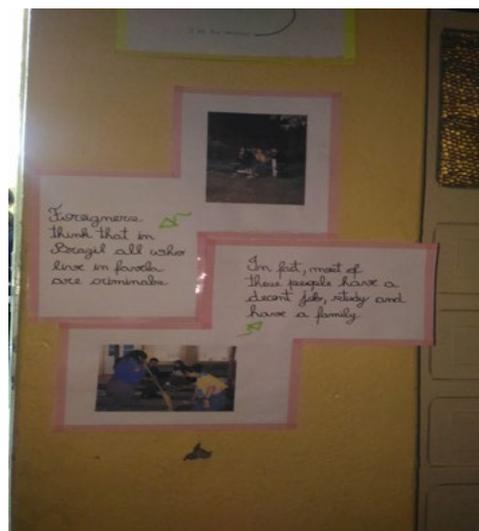 Foreigners
think that in
Brazil all who
live in favela
are criminals
In fact, most of
these people have a
decent job, study and
have a family